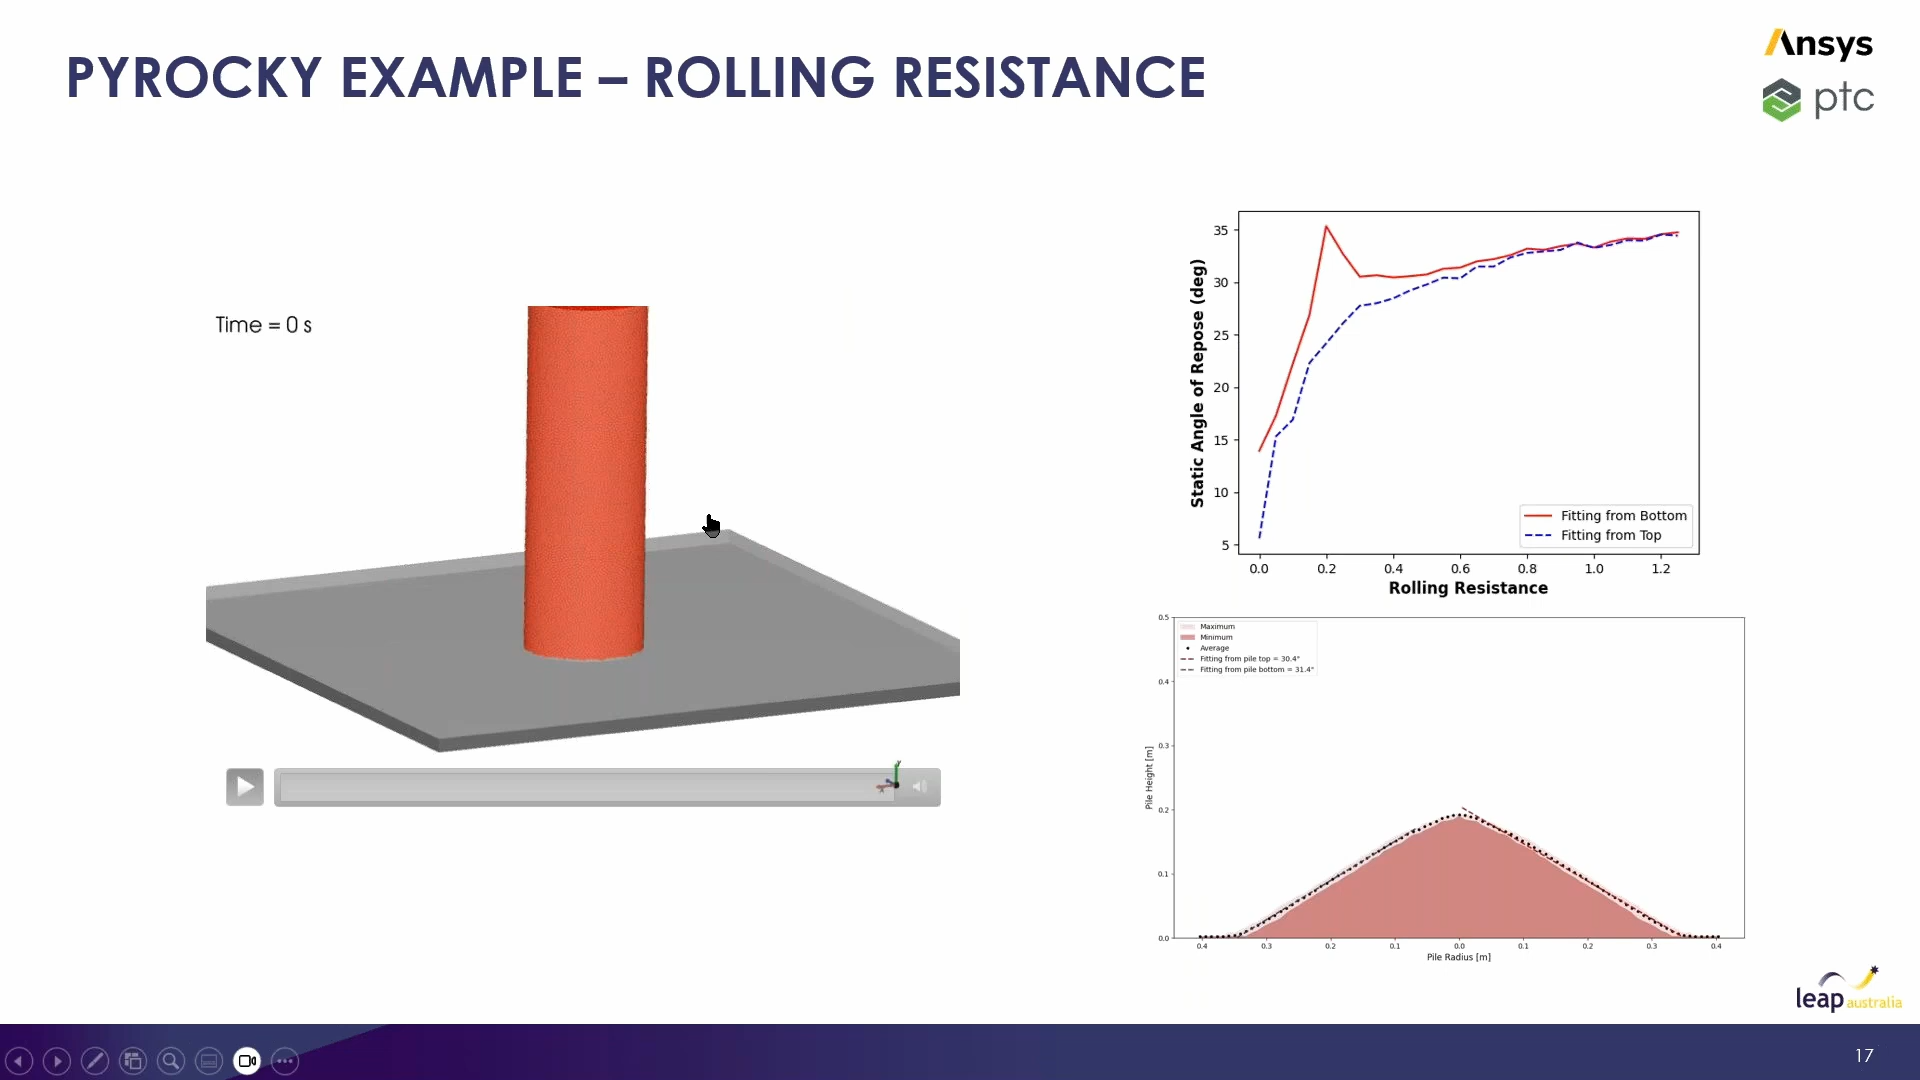 PYROCKY EXAMPLE – ROLLING RESISTANCE
Ansys
ptc
Time = 0 s
y
x
35
30
25
20
15
10
5
Static Angle of Repose (deg)
Fitting from Bottom
Fitting from Top
0.0 0.2 0.4 0.6 0.8 1.0 1.2
Rolling Resistance
0.5
0.4
0.3
0.2
0.1
0.0
Pile Height [m]
Maximum
Minimum
Average
Fitting from pile top = 30.4°
Fitting from pile bottom = 31.4°
0.4 0.3 0.2 0.1 0.0 0.1 0.2 0.3 0.4
Pile Radius [m]
leap australia
17